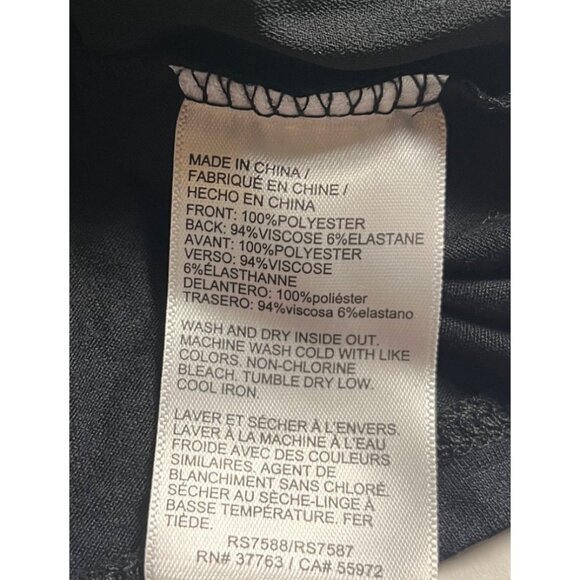 MADE IN CHINA /
FABRIQUÉ EN CHINE /
HECHO EN CHINA
FRONT: 100%POLYESTER
BACK: 94%VISCOSE 6%ELASTANE
AVANT: 100%POLYESTER
VERSO: 94%VISCOSE
6%ÉLASTHANNE
DELANTERO: 100%poliéster
TRASERO: 94%viscosa 6%elastano
WASH AND DRY INSIDE OUT.
MACHINE WASH COLD WITH LIKE
COLORS. NON-CHLORINE
BLEACH. TUMBLE DRY LOW.
COOL IRON.
LAVER ET SÉCHER À L'ENVERS.
LAVER À LA MACHINE À L'EAU
FROIDE AVEC DES COULEURS
SIMILAIRES. AGENT DE
BLANCHIMENT SANS CHLORÉ.
SÉCHER AU SÈCHE-LINGE À
BASSE TEMPÉRATURE. FER
TIÈDE.
RS7588/RS7587
RN# 37763 / CA# 55972